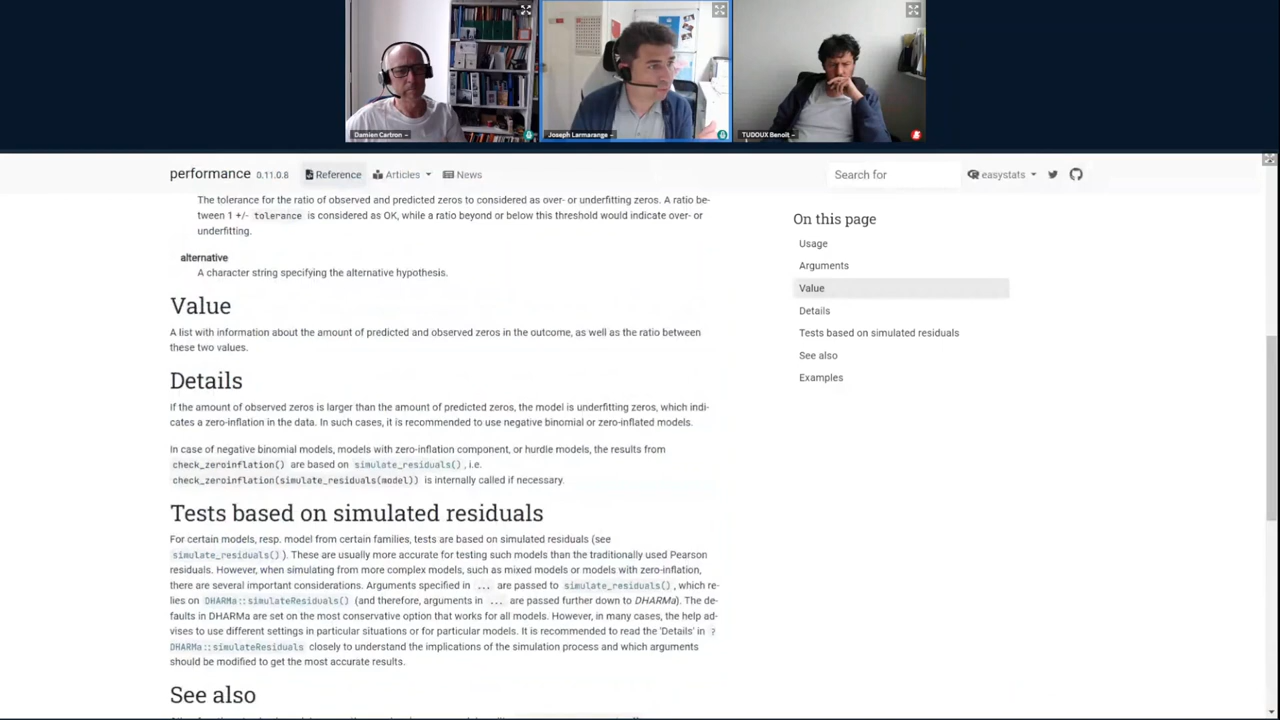 Damien Cartron
Joseph Larmarange
TUDOUX Benoit
performance 0.11.0.8 Reference Articles News Search for easystats
The tolerance for the ratio of observed and predicted zeros to considered as over- or underfitting zeros. A ratio be-
tween 1 +/- tolerance is considered as OK, while a ratio beyond or below this threshold would indicate over- or
underfitting.
alternative
A character string specifying the alternative hypothesis.
Value
A list with information about the amount of predicted and observed zeros in the outcome, as well as the ratio between
these two values.
Details
If the amount of observed zeros is larger than the amount of predicted zeros, the model is underfitting zeros, which indi-
cates a zero-inflation in the data. In such cases, it is recommended to use negative binomial or zero-inflated models.
In case of negative binomial models, models with zero-inflation component, or hurdle models, the results from
check_zeroinflation() are based on simulate_residuals(), i.e.
check_zeroinflation(simulate_residuals(model)) is internally called if necessary.
Tests based on simulated residuals
For certain models, resp. model from certain families, tests are based on simulated residuals (see
simulate_residuals()). These are usually more accurate for testing such models than the traditionally used Pearson
residuals. However, when simulating from more complex models, such as mixed models or models with zero-inflation,
there are several important considerations. Arguments specified in ... are passed to simulate_residuals(), which re-
lies on DHARMa::simulateResiduals() (and therefore, arguments in ... are passed further down to DHARMa). The de-
faults in DHARMa are set on the most conservative option that works for all models. However, in many cases, the help ad-
vises to use different settings in particular situations or for particular models. It is recommended to read the 'Details' in ?
DHARMa::simulateResiduals closely to understand the implications of the simulation process and which arguments
should be modified to get the most accurate results.
See also
On this page
Usage
Arguments
Value
Details
Tests based on simulated residuals
See also
Examples